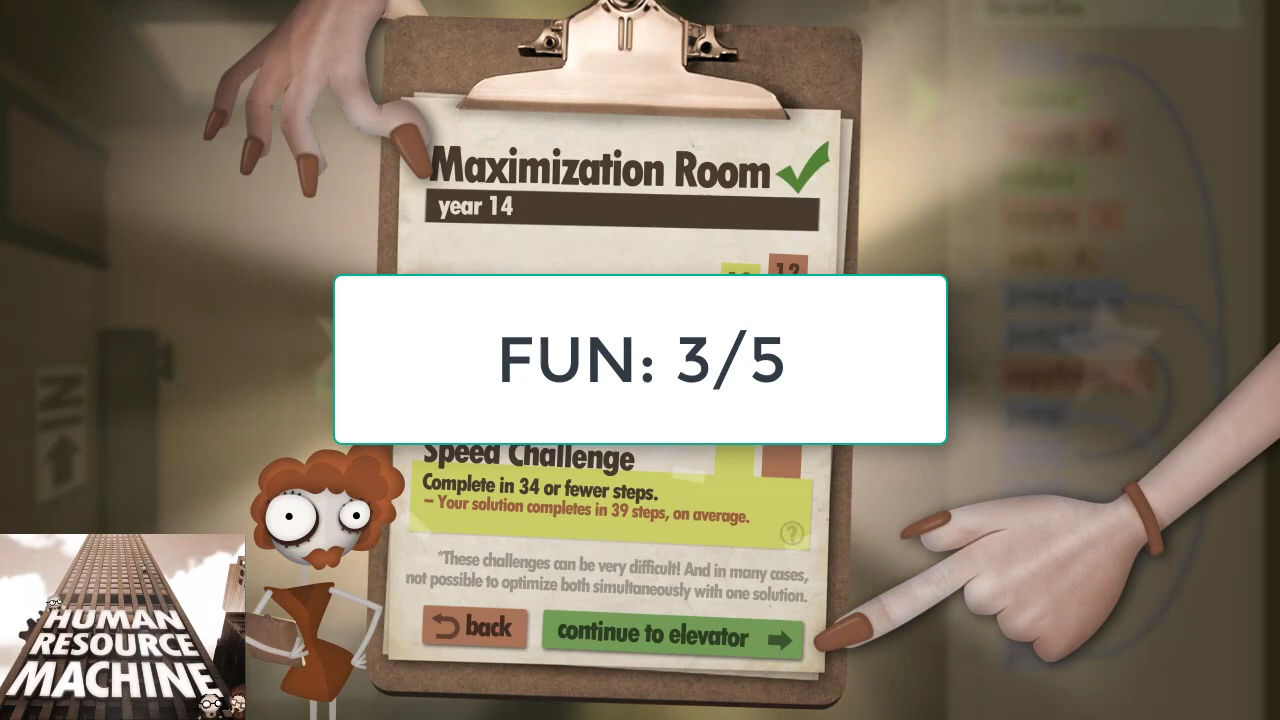 Maximization Room
year 14
12
FUN: 3/5
Speed Challenge
Complete in 34 or fewer steps.
– Your solution completes in 39 steps, on average.
?
*These challenges can be very difficult! And in many cases,
not possible to optimize both simultaneously with one solution.
back
continue to elevator
IN
HUMAN
RESOURCE
MACHINE